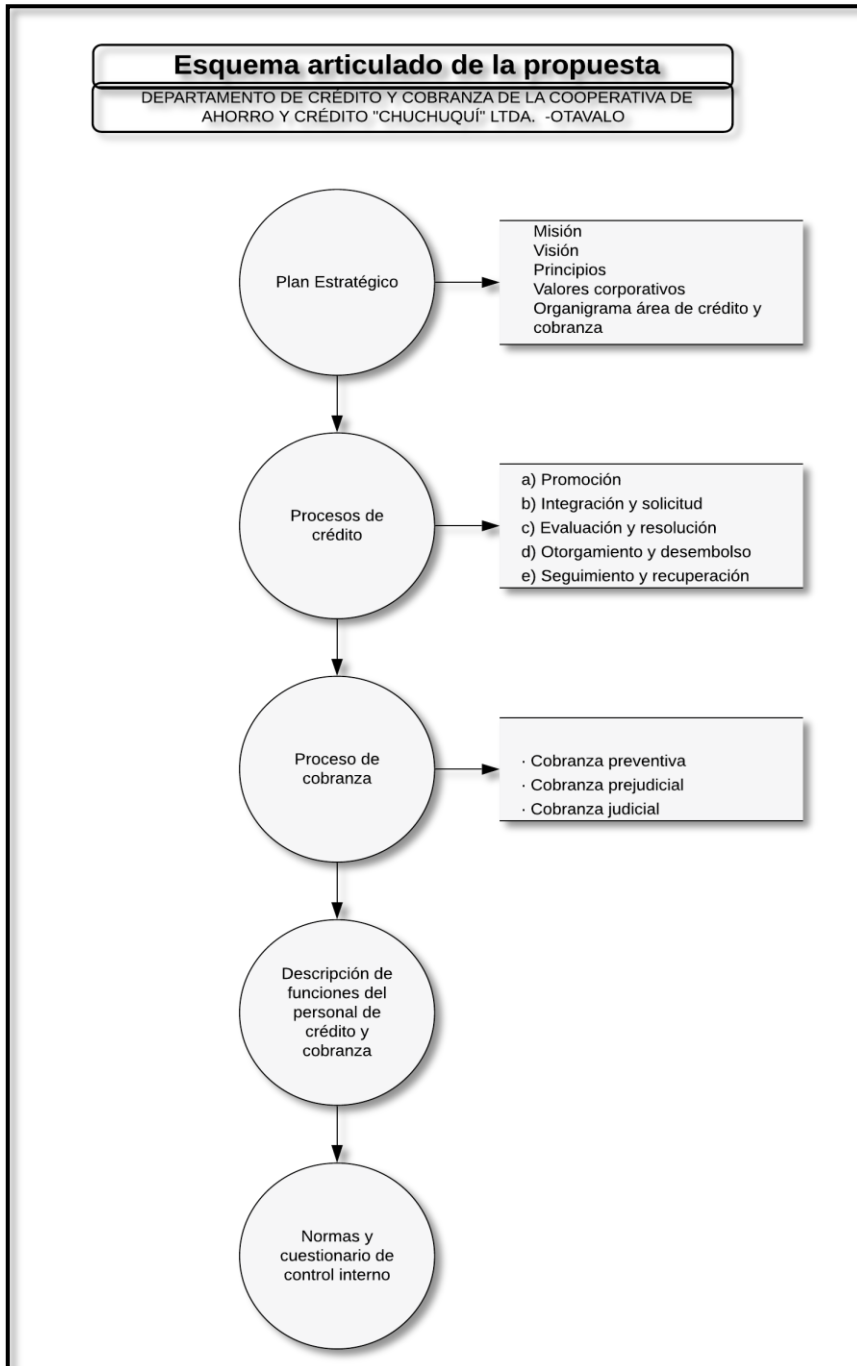 Esquema articulado de la propuesta
DEPARTAMENTO DE CRÉDITO Y COBRANZA DE LA COOPERATIVA DE
AHORRO Y CRÉDITO "CHUCHUQUÍ" LTDA. -OTAVALO
Plan Estratégico
Misión
Visión
Principios
Valores corporativos
Organigrama área de crédito y
cobranza
Procesos de
crédito
a) Promoción
b) Integración y solicitud
c) Evaluación y resolución
d) Otorgamiento y desembolso
e) Seguimiento y recuperación
Proceso de
cobranza
· Cobranza preventiva
· Cobranza prejudicial
· Cobranza judicial
Descripción de
funciones del
personal de
crédito y
cobranza
Normas y
cuestionario de
control interno